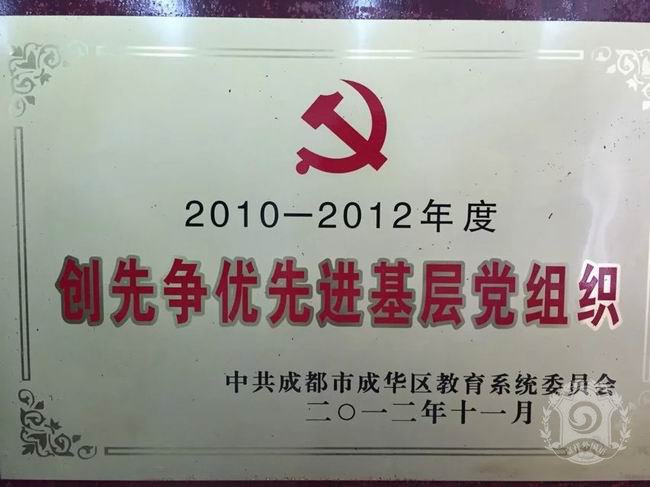 2010—2012年度
创先争优先进基层党组织
中共成都市成华区教育系统委员会
二〇一二年十一月